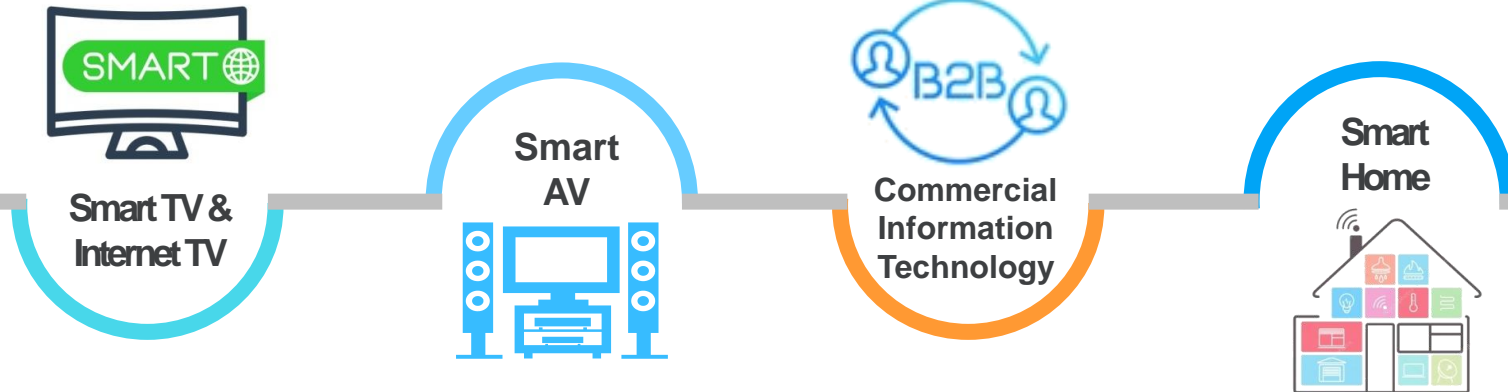 SMART
Smart TV &
Internet TV
Smart
AV
B2B
Commercial
Information
Technology
Smart
Home